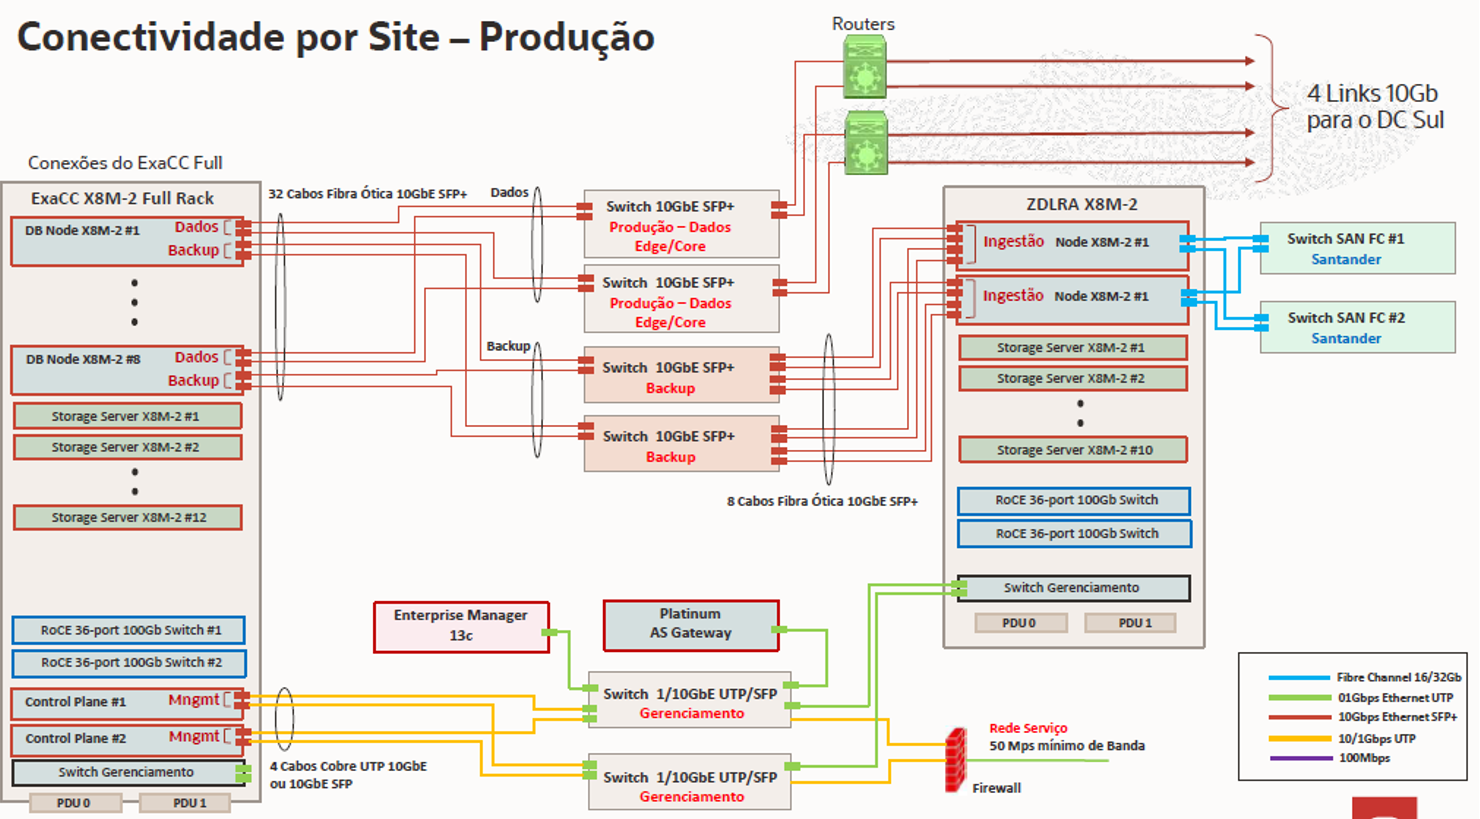 Conectividade por Site – Produção
Routers
4 Links 10Gb
para o DC Sul
Conexões do ExaCC Full
ExaCC X8M-2 Full Rack
DB Node X8M-2 #1
Dados
Backup
DB Node X8M-2 #8
Dados
Backup
Storage Server X8M-2 #1
Storage Server X8M-2 #2
Storage Server X8M-2 #12
RoCE 36-port 100Gb Switch #1
RoCE 36-port 100Gb Switch #2
Control Plane #1
Mngmt
Control Plane #2
Mngmt
Switch Gerenciamento
PDU 0
PDU 1
32 Cabos Fibra Ótica 10GbE SFP+
Dados
Backup
Switch 10GbE SFP+
Produção – Dados
Edge/Core
Switch 10GbE SFP+
Produção – Dados
Edge/Core
Switch 10GbE SFP+
Backup
Switch 10GbE SFP+
Backup
8 Cabos Fibra Ótica 10GbE SFP+
ZDLRA X8M-2
Ingestão Node X8M-2 #1
Ingestão Node X8M-2 #1
Storage Server X8M-2 #1
Storage Server X8M-2 #2
Storage Server X8M-2 #10
RoCE 36-port 100Gb Switch
RoCE 36-port 100Gb Switch
Switch Gerenciamento
PDU 0
PDU 1
Switch SAN FC #1
Santander
Switch SAN FC #2
Santander
Enterprise Manager
13c
Platinum
AS Gateway
Switch 1/10GbE UTP/SFP
Gerenciamento
Switch 1/10GbE UTP/SFP
Gerenciamento
4 Cabos Cobre UTP 10GbE
ou 10GbE SFP
Rede Serviço
50 Mps mínimo de Banda
Firewall
Fibre Channel 16/32Gb
01Gbps Ethernet UTP
10Gbps Ethernet SFP+
10/1Gbps UTP
100Mbps